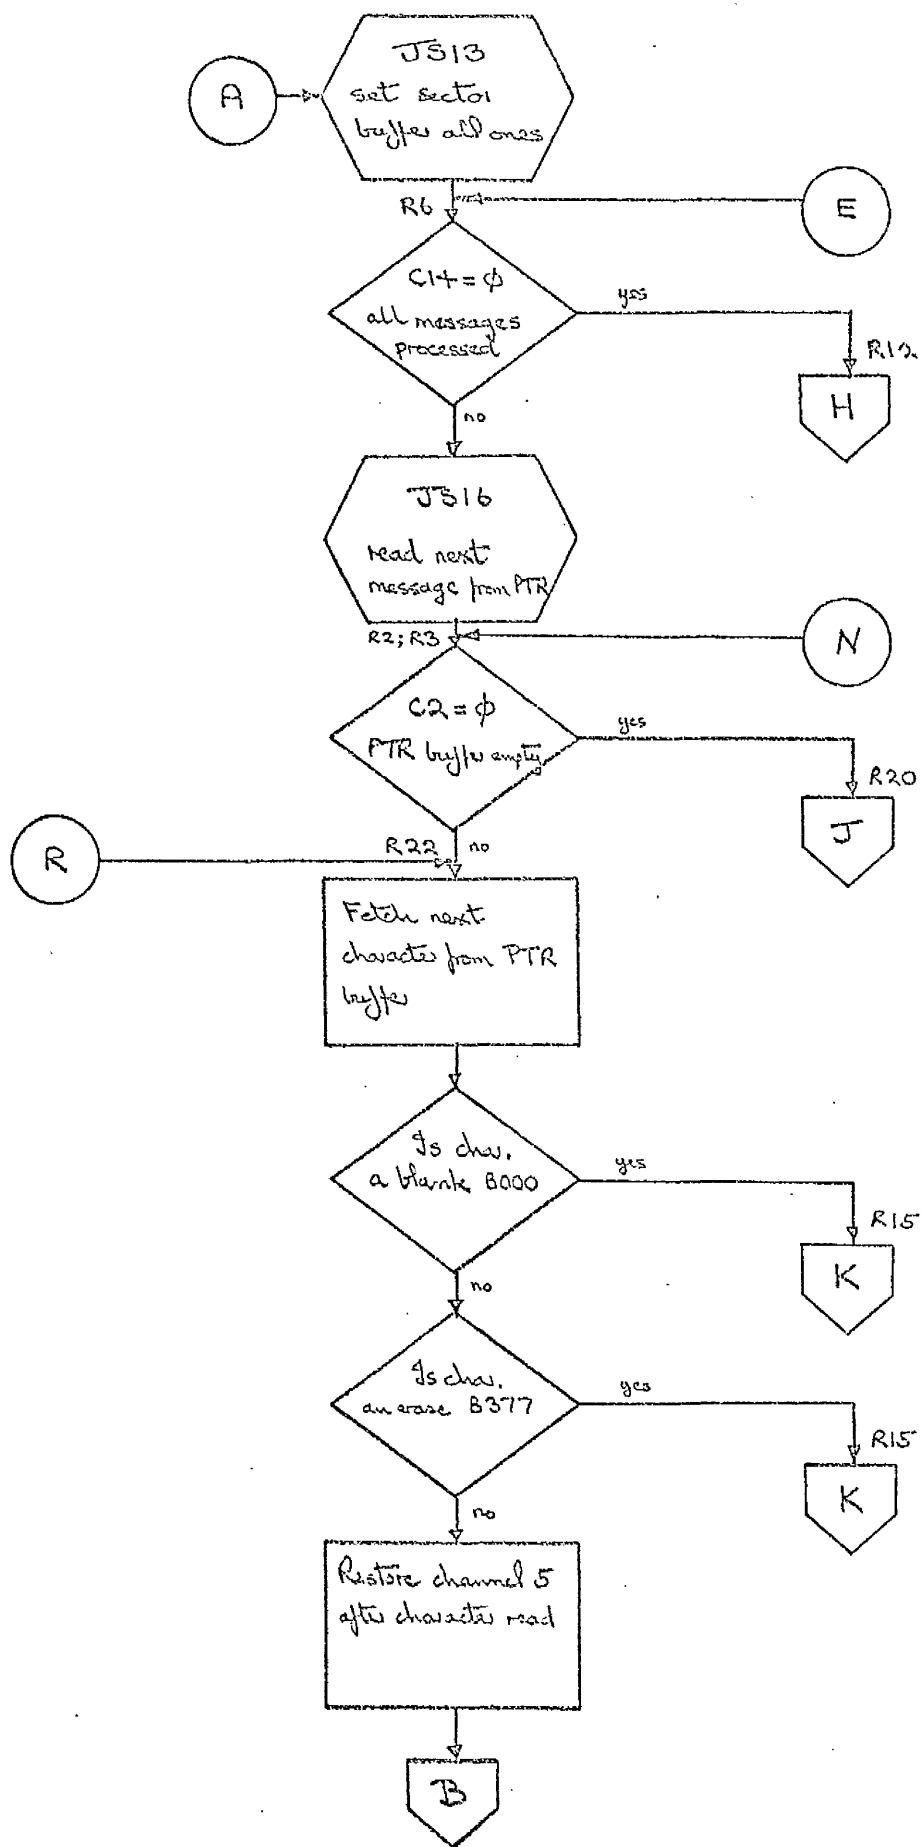 A
JS13
set sector
buffer all ones
R6
E
C14 = ϕ
all messages
processed
yes
R12
H
no
JS16
read next
message from PTR
R2; R3
N
C2 = ϕ
PTR buffer empty
yes
R20
J
R
R22
no
Fetch next
character from PTR
buffer
Is char.
a blank B000
yes
R15
K
no
Is char.
an erase B377
yes
R15
K
no
Restore channel 5
after character read
B